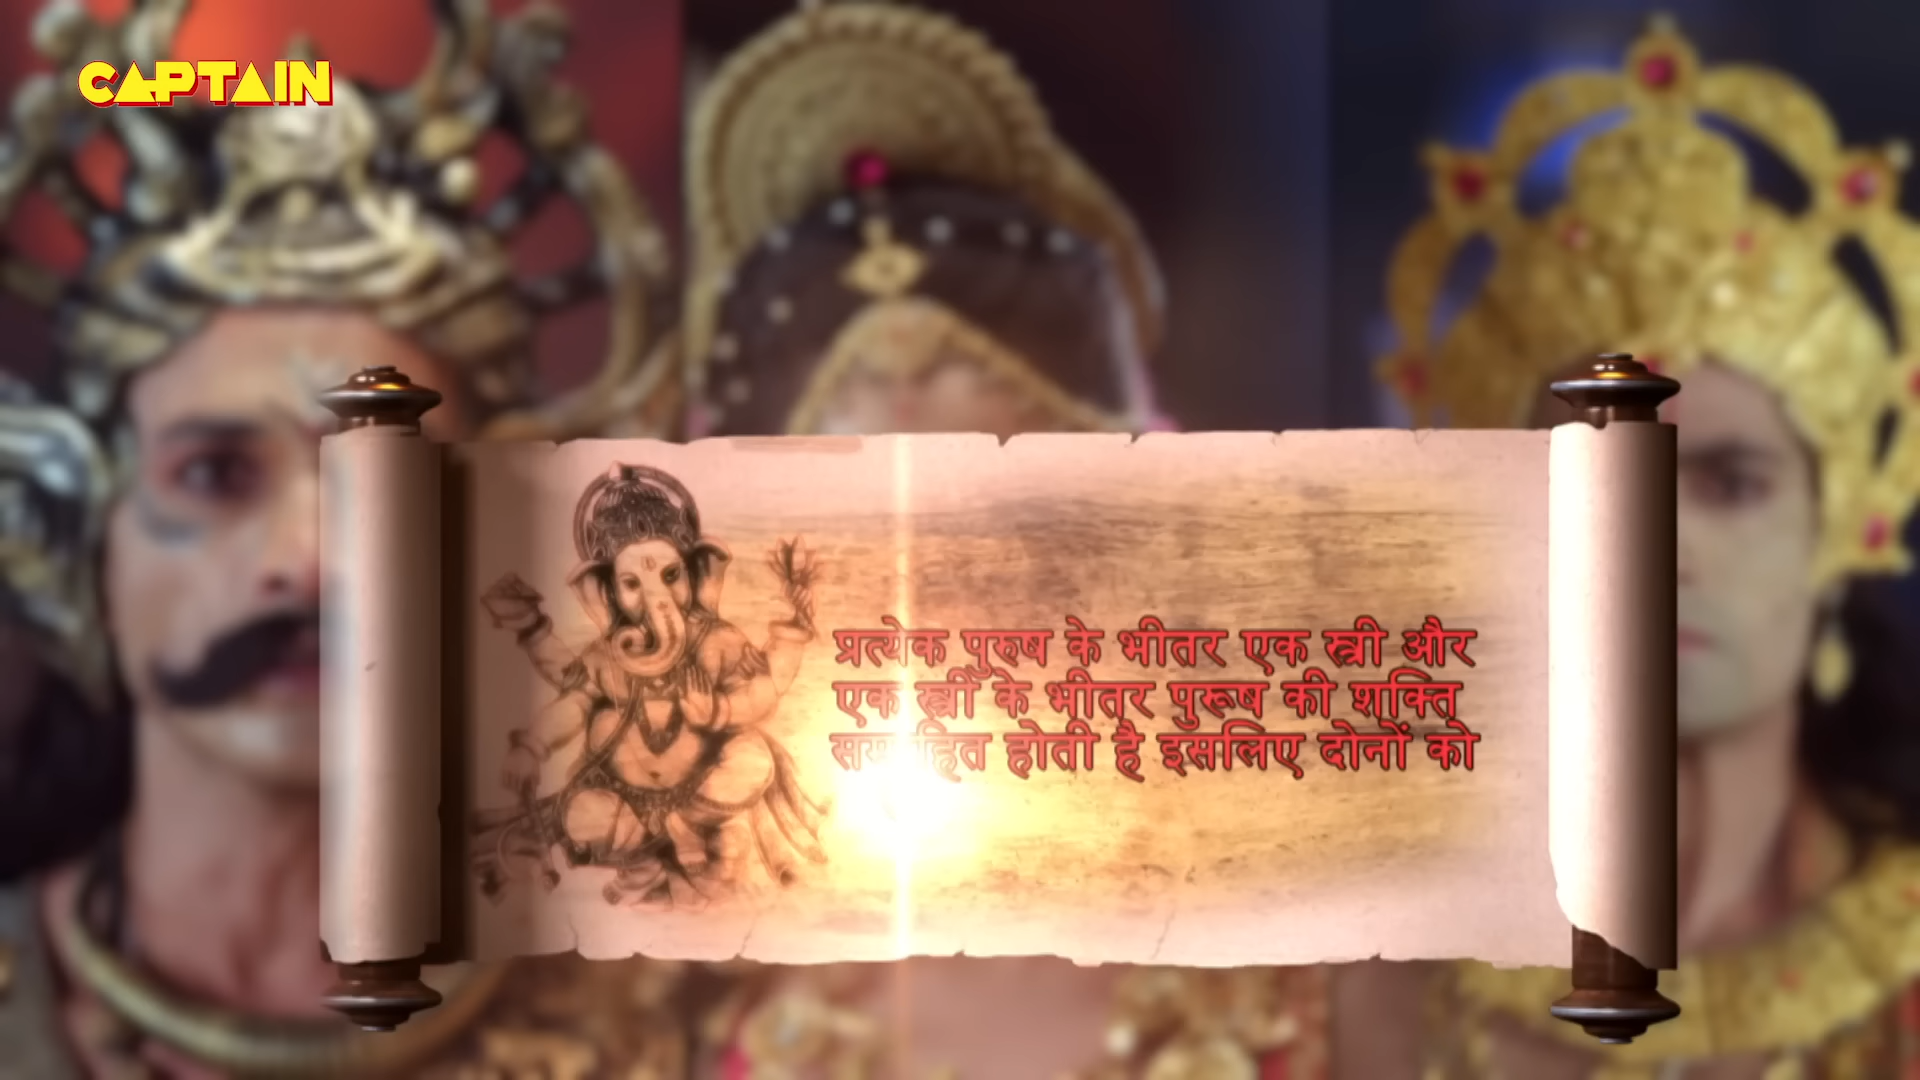 CAPTAIN
प्रत्येक पुरुष के भीतर एक स्त्री और
एक स्त्री के भीतर पुरूष की शक्ति
होती है इसलिए दोनों को